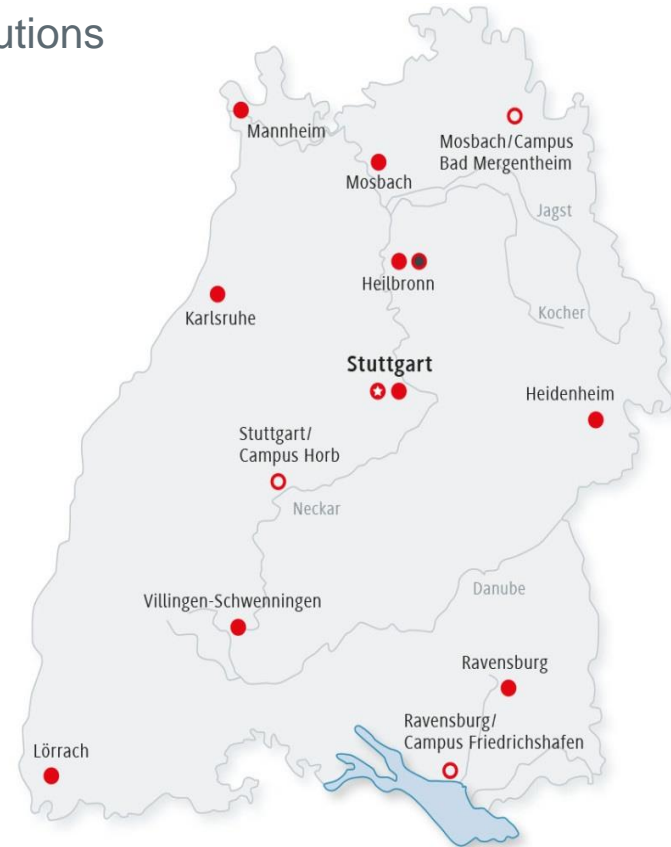 utions
Mannheim
Mosbach/Campus
Bad Mergentheim
Mosbach
Jagst
Heilbronn
Kocher
Karlsruhe
Stuttgart
Heidenheim
Stuttgart/
Campus Horb
Neckar
Danube
Villingen-Schwenningen
Ravensburg
Ravensburg/
Campus Friedrichshafen
Lörrach